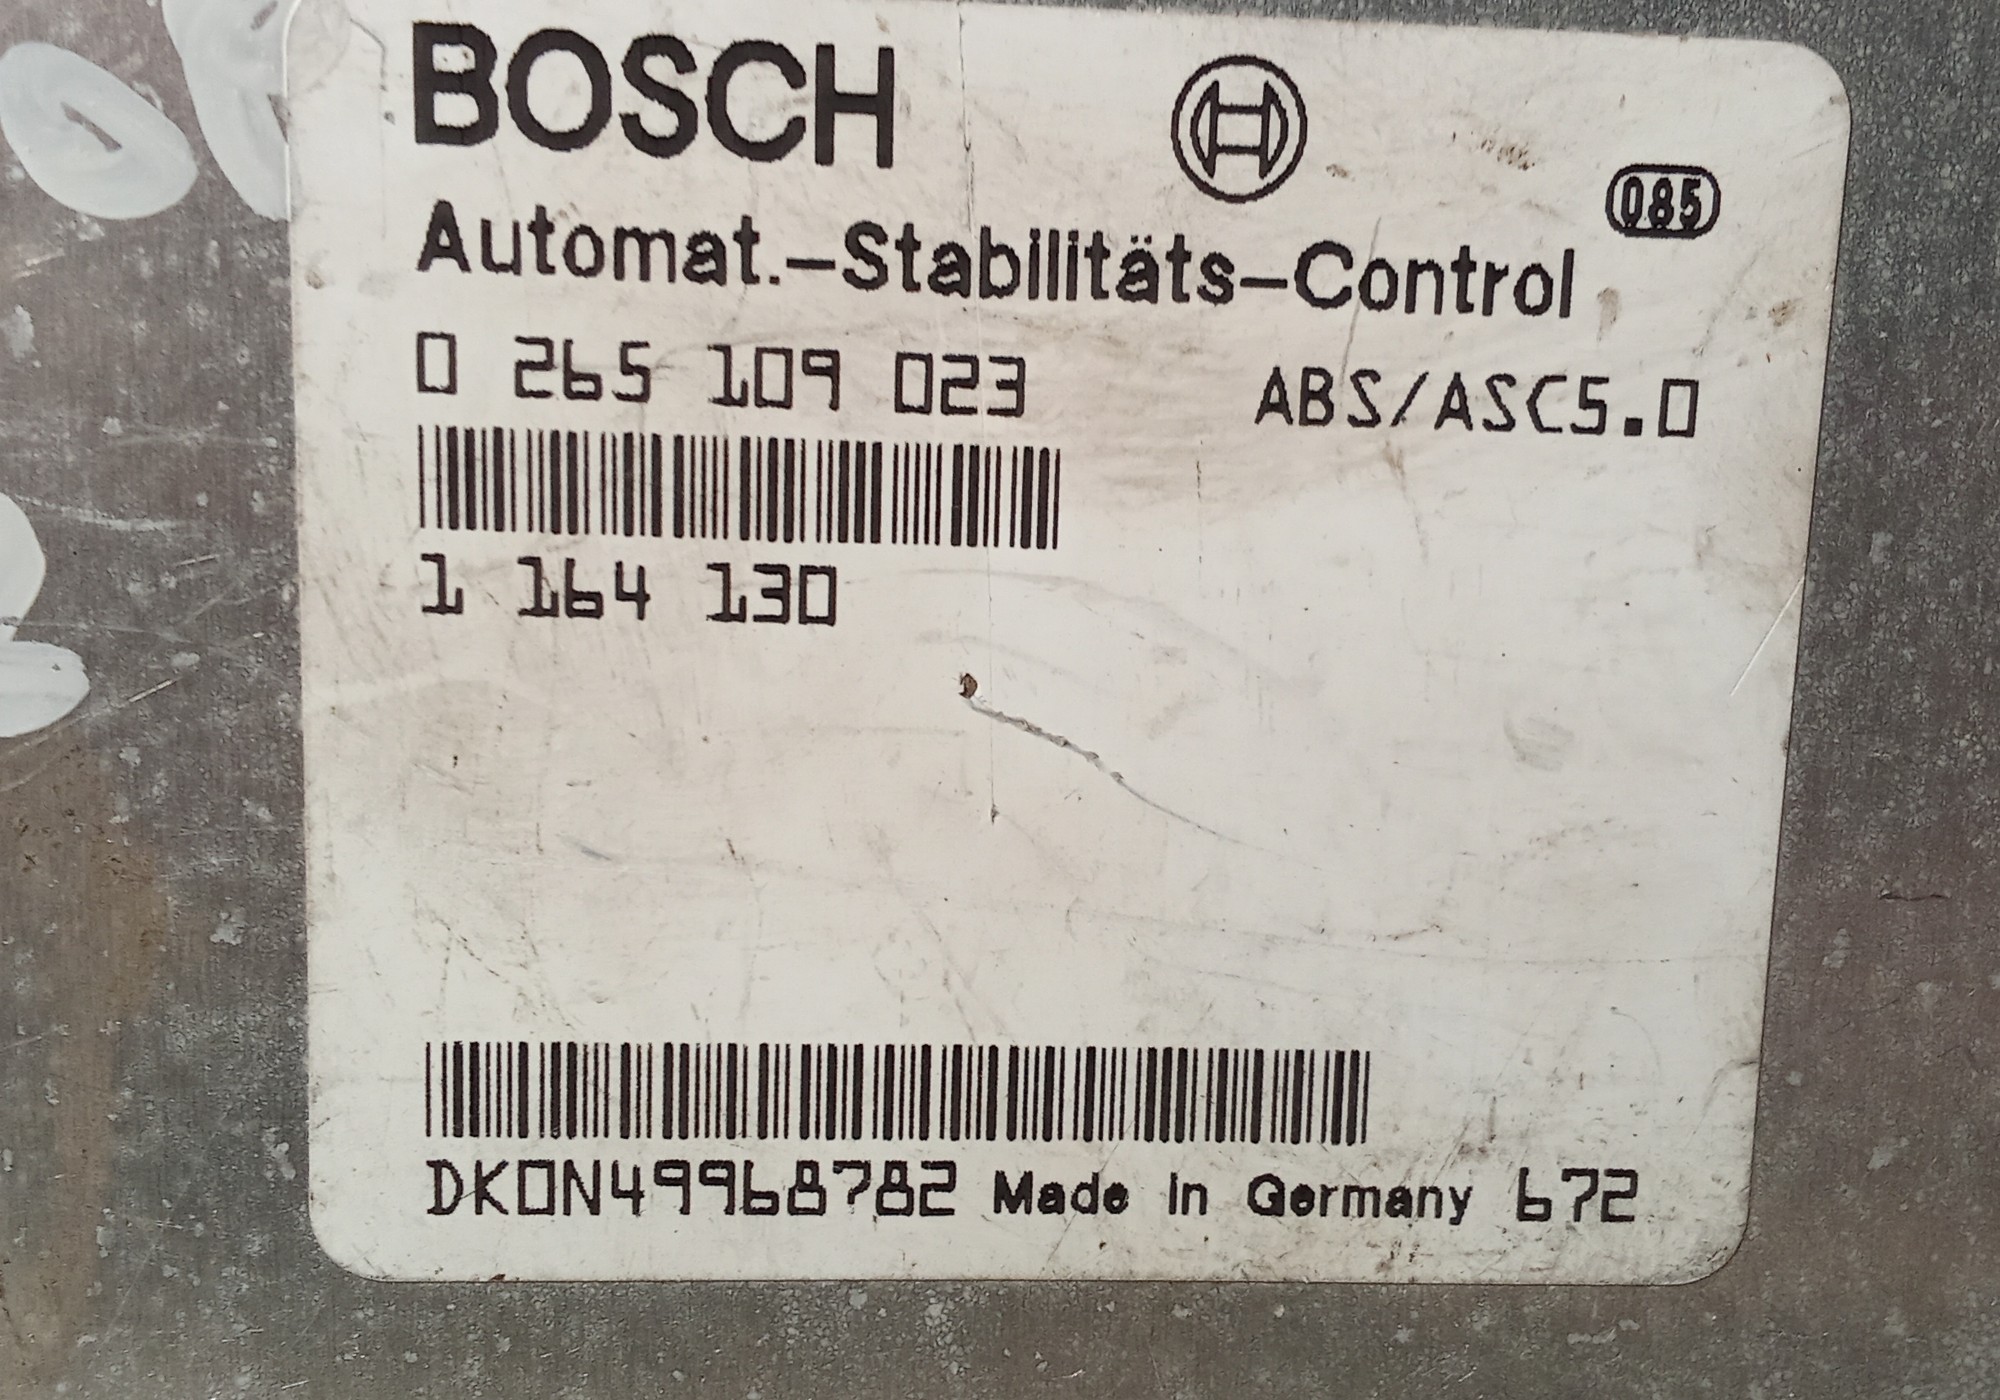 BOSCH
085
Automat.-Stabilitäts-Control
0 265 109 023 ABS/ASC5.0
1 164 130
DK0N49968782 Made in Germany 672